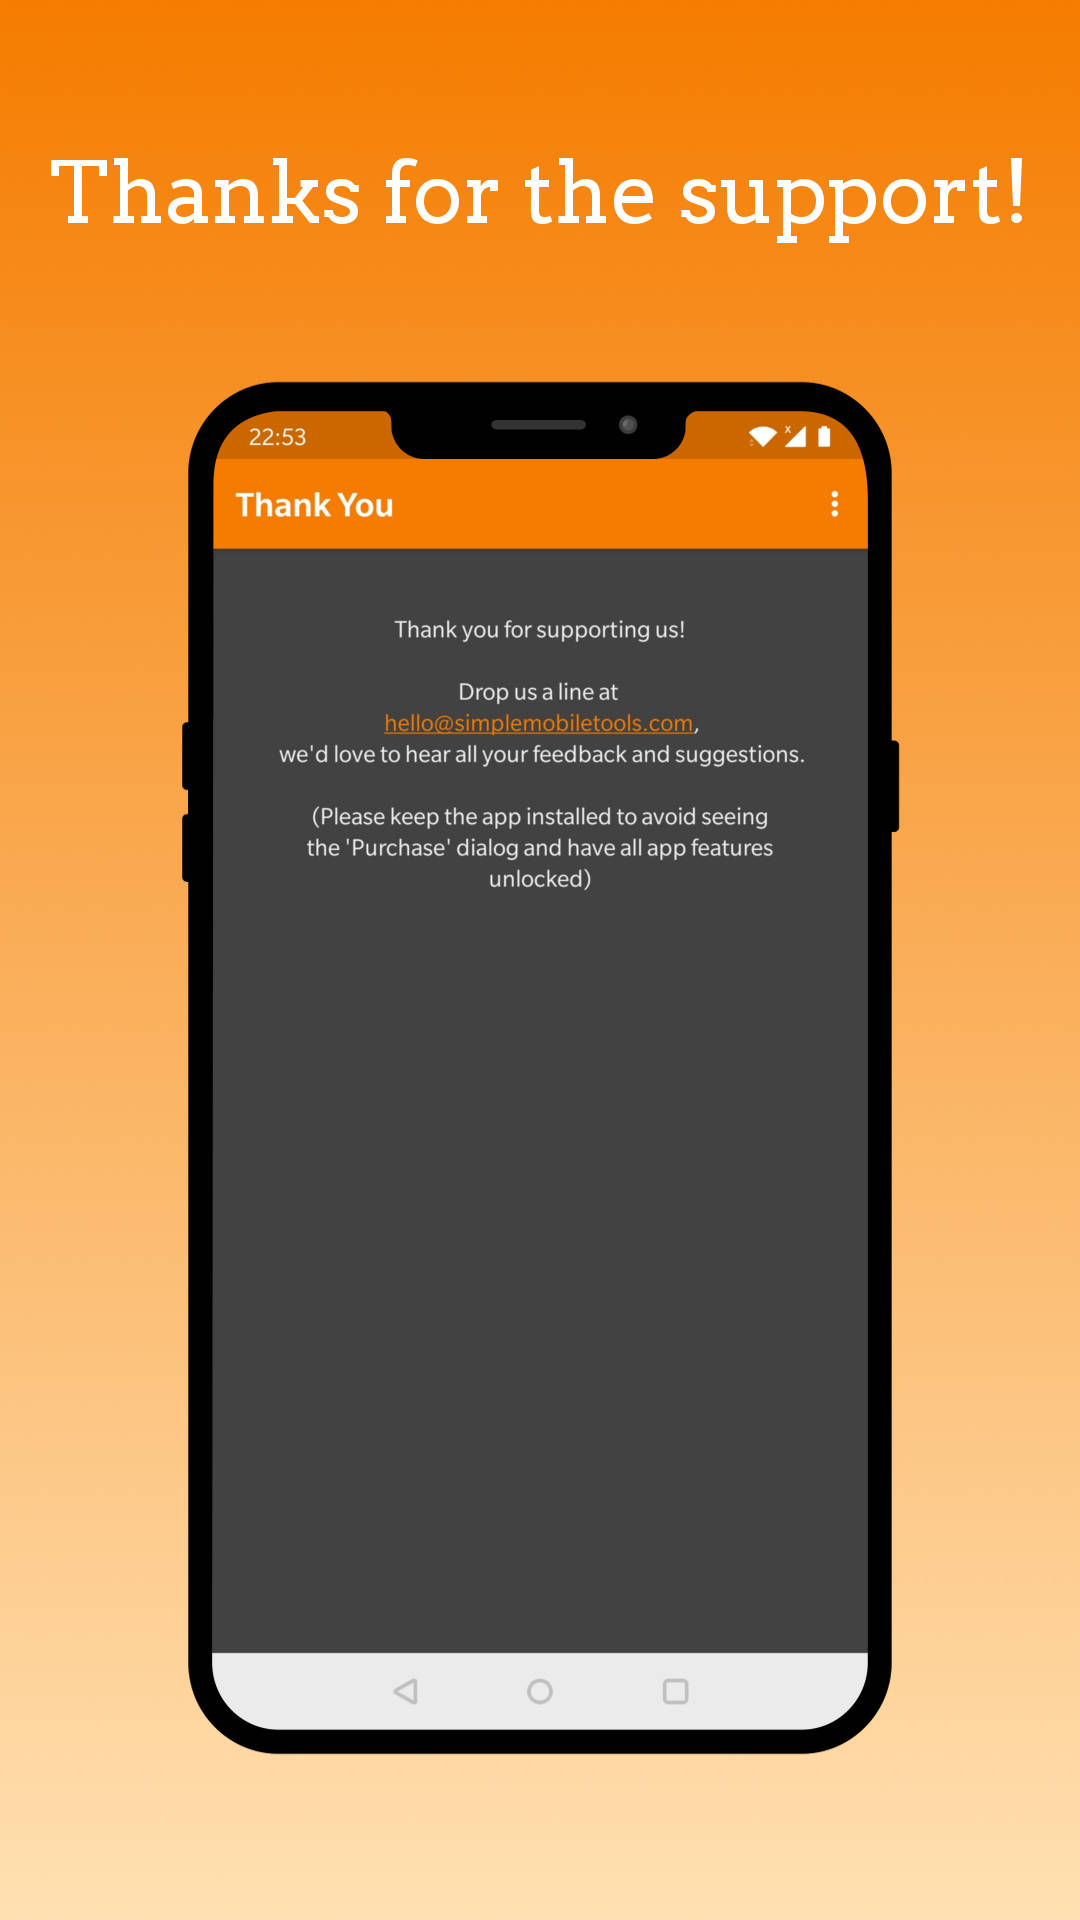 Thanks for the support!
22:53
x
Thank You
Thank you for supporting us!
Drop us a line at
hello@simplemobiletools.com,
we'd love to hear all your feedback and suggestions.
(Please keep the app installed to avoid seeing
the 'Purchase' dialog and have all app features
unlocked)